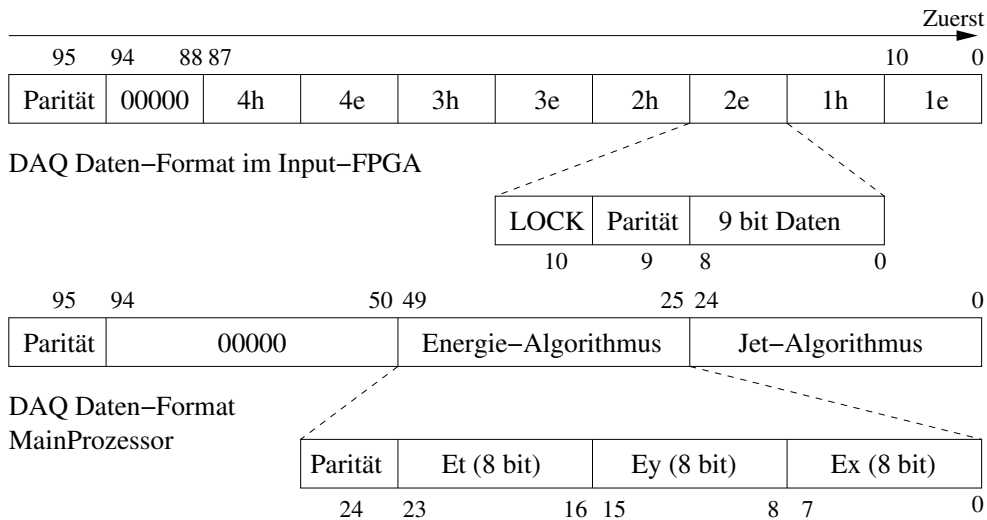 Zuerst
95 94 88 87 10 0
Parität 00000 4h 4e 3h 3e 2h 2e 1h 1e
DAQ Daten−Format im Input−FPGA
LOCK Parität 9 bit Daten
10 9 8 0
95 94 50 49 25 24 0
Parität 00000 Energie−Algorithmus Jet−Algorithmus
DAQ Daten−Format
MainProzessor
Parität Et (8 bit) Ey (8 bit) Ex (8 bit)
24 23 16 15 8 7 0